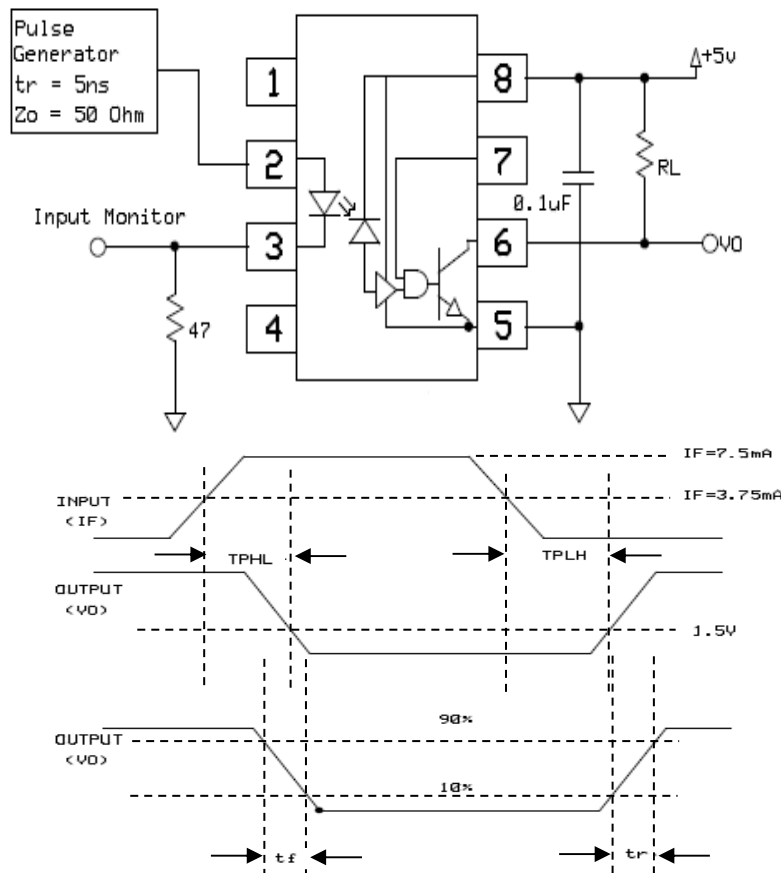 Pulse
Generator
tr = 5ns
Zo = 50 Ohm
1
8
+5v
2
7
RL
0.1uF
Input Monitor
3
6
VO
4
5
47
IF=7.5mA
INPUT
(IF)
IF=3.75mA
TPHL
TPLH
OUTPUT
(VO)
1.5V
90%
OUTPUT
(VO)
10%
tf
tr